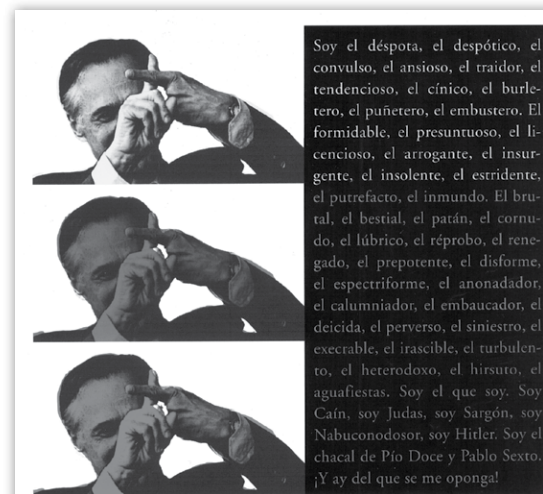 Soy el déspota, el despótico, el
convulso, el ansioso, el traidor, el
tendencioso, el cínico, el burle-
tero, el puñetero, el embustero. El
formidable, el presuntuoso, el li-
cencioso, el arrogante, el insur-
gente, el insolente, el estridente,
el putrefacto, el inmundo. El bru-
tal, el bestial, el patán, el cornu-
do, el lúbrico, el réprobo, el rene-
gado, el prepotente, el disforme,
el espectriforme, el anonadador,
el calumniador, el embaucador, el
deicida, el perverso, el siniestro, el
execrable, el irascible, el turbulen-
to, el heterodoxo, el hirsuto, el
aguafiestas. Soy el que soy. Soy
Caín, soy Judas, soy Sargón, soy
Nabuconodosor, soy Hitler. Soy el
chacal de Pío Doce y Pablo Sexto.
¡Y ay del que se me oponga!